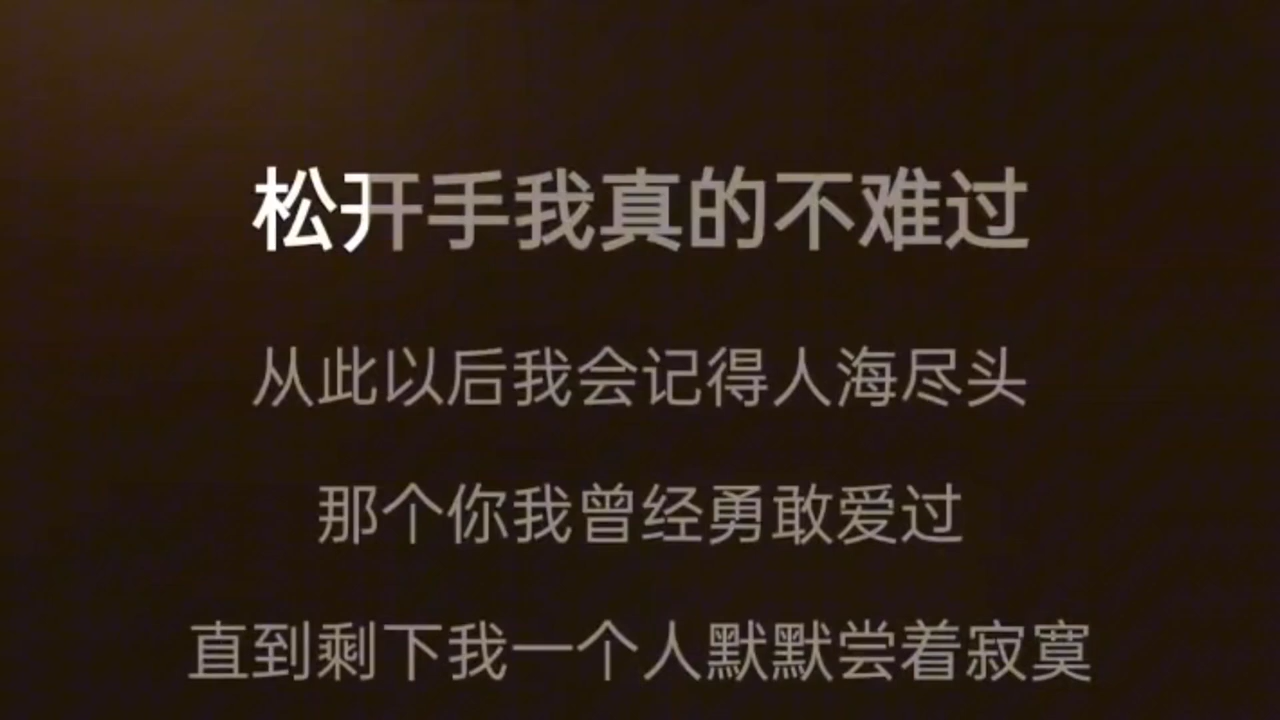 松开手我真的不难过
从此以后我会记得人海尽头
那个你我曾经勇敢爱过
直到剩下我一个人默默尝着寂寞